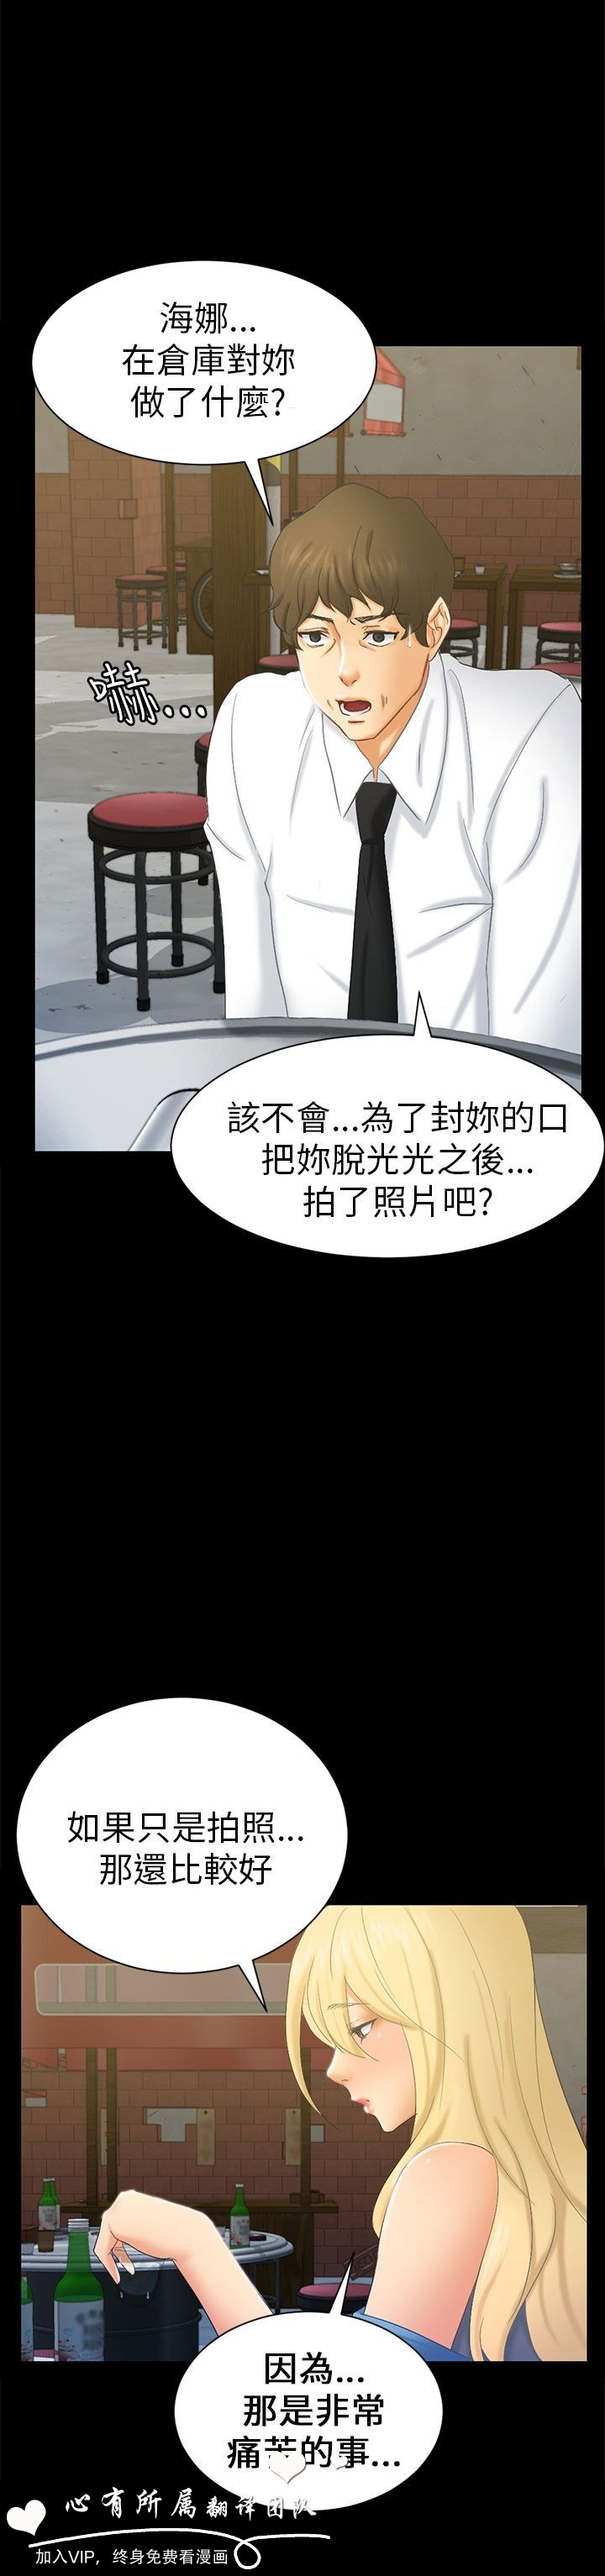 海娜...
在倉庫對妳
做了什麼?
嚇...
該不會...為了封妳的口
把妳脫光光之後...
拍了照片吧?
如果只是拍照...
那還比較好
因為...
那是非常
痛苦的事...
心有所属翻译团队
加入VIP，终身免费看漫画